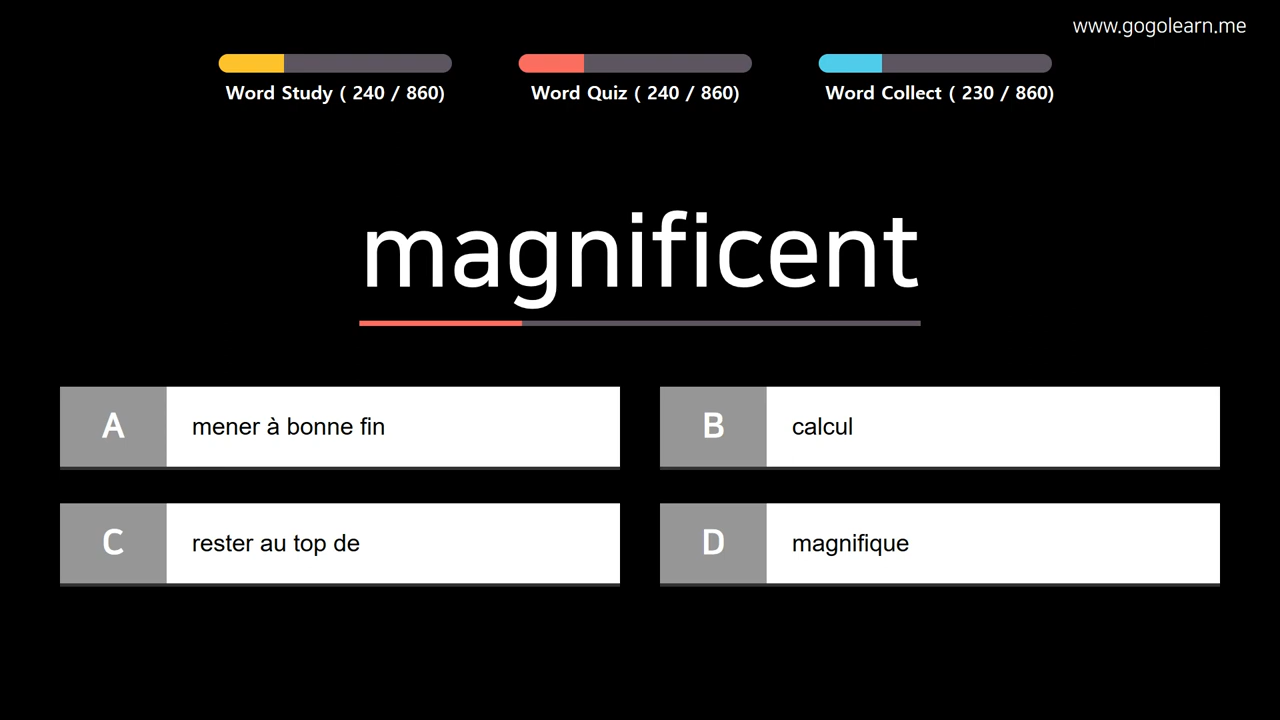 www.gogolearn.me
Word Study ( 240 / 860)
Word Quiz ( 240 / 860)
Word Collect ( 230 / 860)
magnificent
A
mener à bonne fin
B
calcul
C
rester au top de
D
magnifique